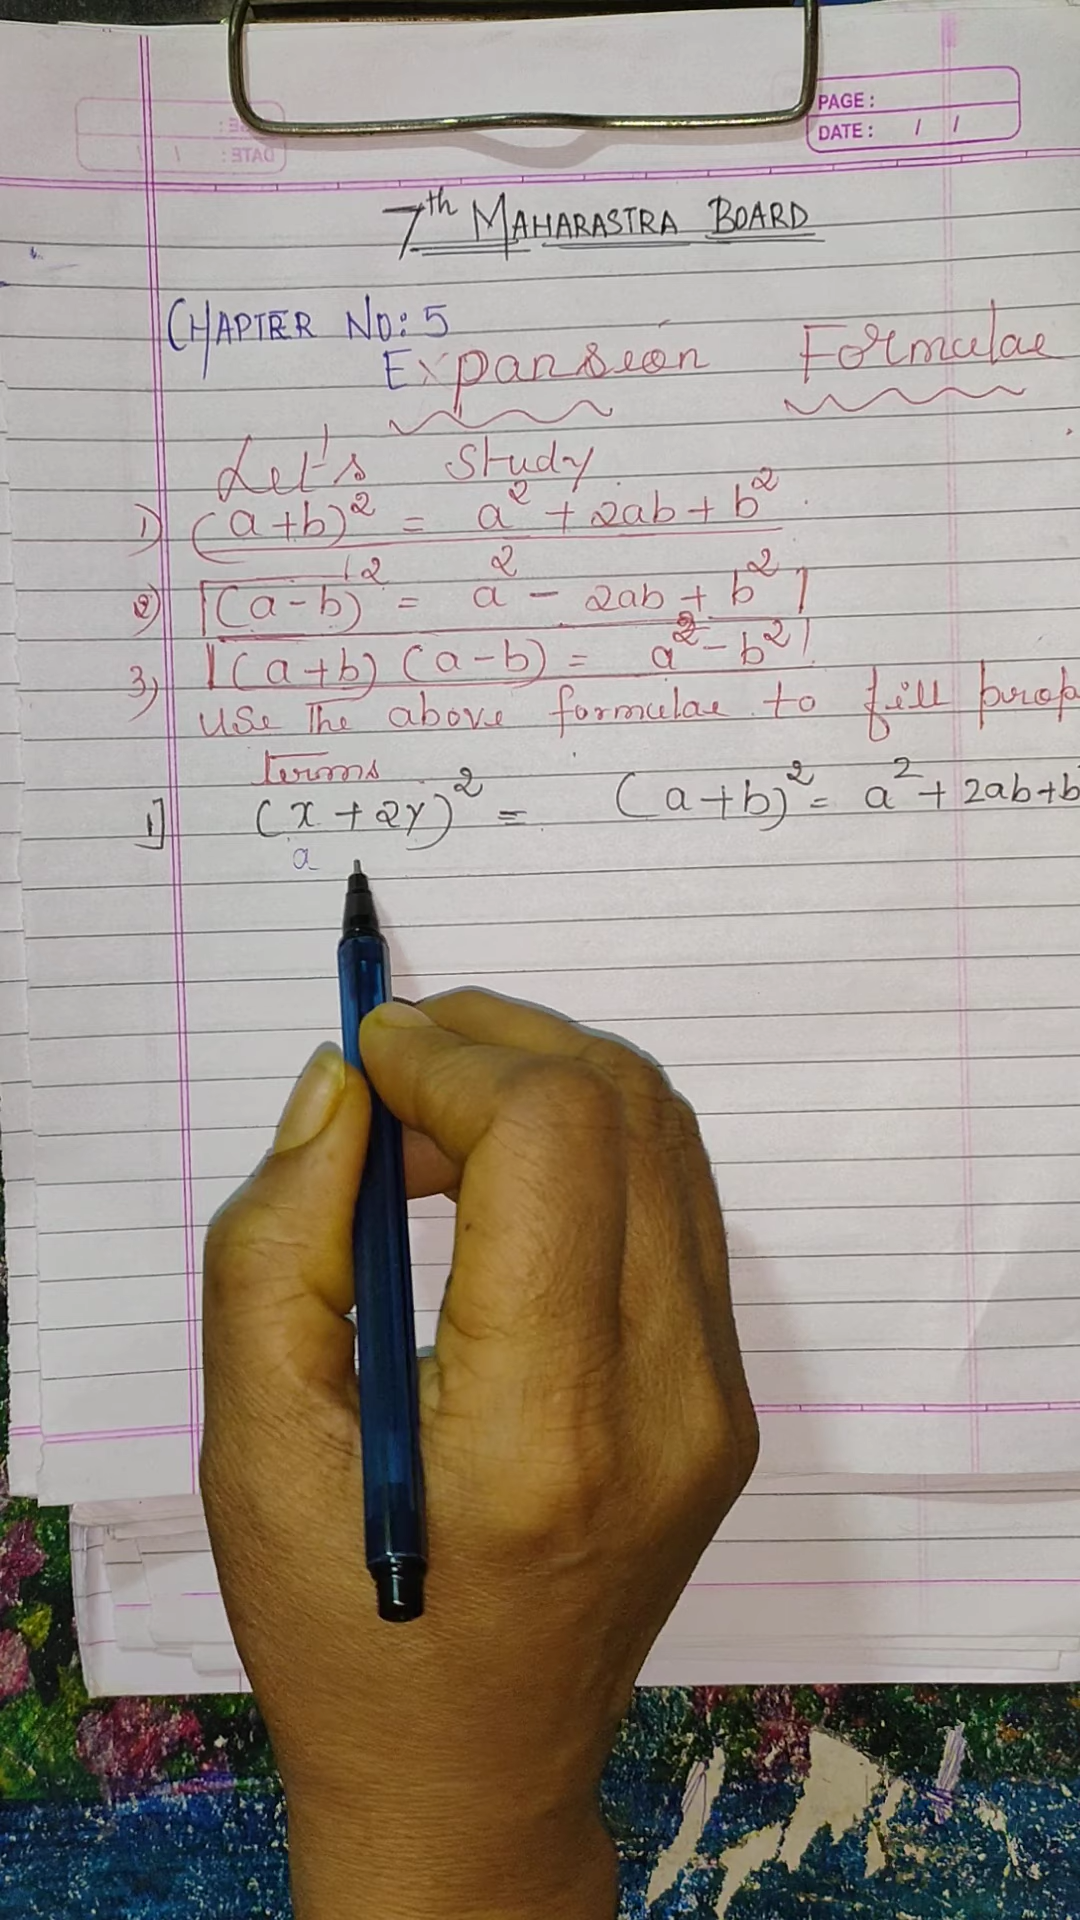 PAGE :
DATE : / /
7th MAHARASTRA BOARD
CHAPTER NO: 5
Expansion Formulae
Let's Study
1) (a+b)² = a² + 2ab + b²
2) (a-b)² = a² - 2ab + b²
3) (a+b) (a-b) = a² - b²
Use The above formulae to fill
terms
1] (x + 2y)² = (a+b)² = a² + 2ab + b
a